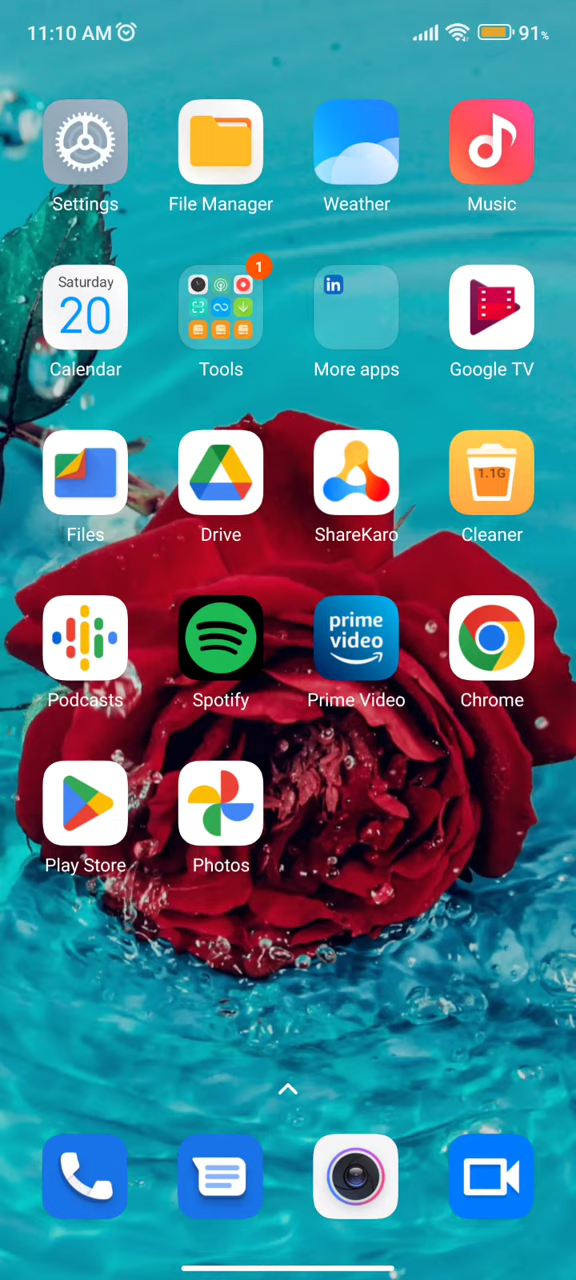 11:10 AM 91%
Settings File Manager Weather Music
Saturday
20
1
in
Calendar Tools More apps Google TV
1.1G
Files Drive ShareKaro Cleaner
prime
video
Podcasts Spotify Prime Video Chrome
Play Store Photos